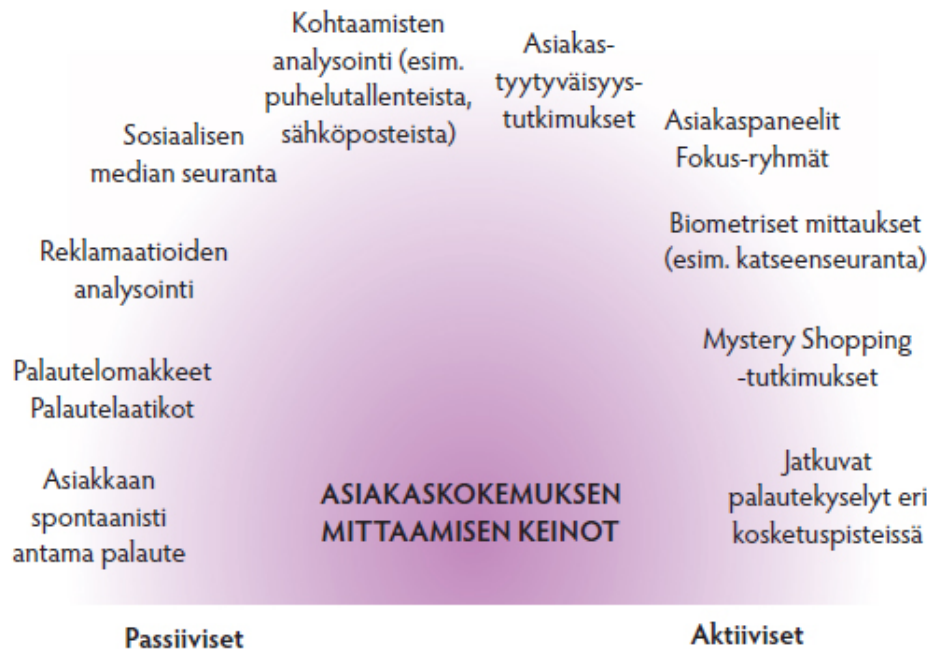 Kohtaamisten
analysointi (esim.
puhelutallenteista,
sähköposteista)
Asiakas-
tyytyväisyys-
tutkimukset
Sosiaalisen
median seuranta
Asiakaspaneelit
Fokus-ryhmät
Reklamaatioiden
analysointi
Biometriset mittaukset
(esim. katseenseuranta)
Palautelomakkeet
Palautelaatikot
Mystery Shopping
-tutkimukset
Asiakkaan
spontaanisti
antama palaute
ASIAKASKOKEMUKSEN
MITTAAMISEN KEINOT
Jatkuvat
palautekyselyt eri
kosketuspisteissä
Passiiviset
Aktiiviset